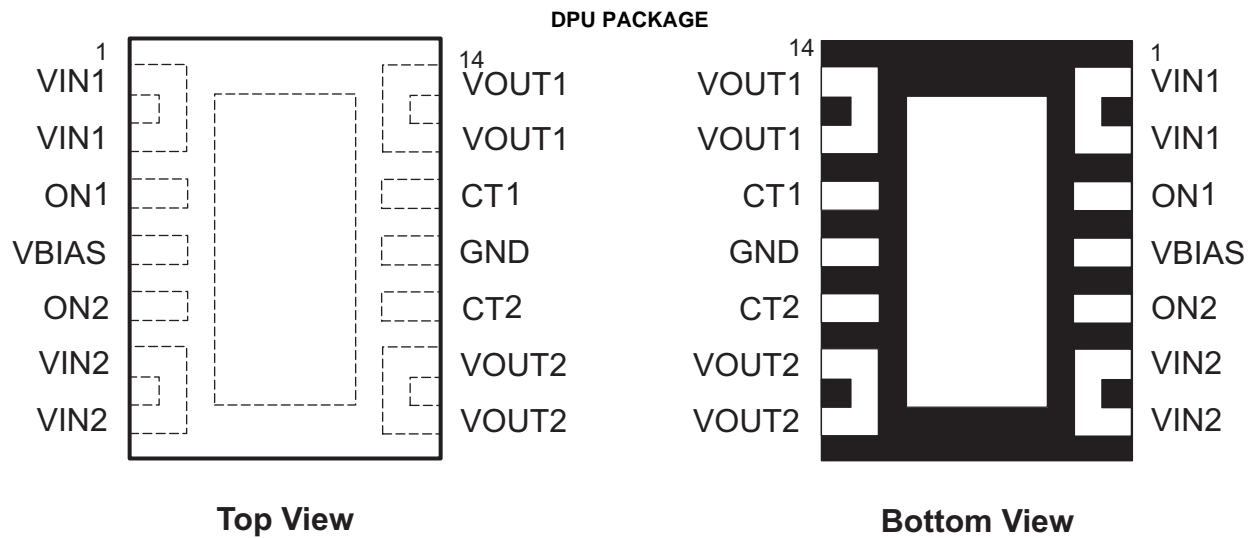 DPU PACKAGE
1
VIN1
VIN1
ON1
VBIAS
ON2
VIN2
VIN2
14
VOUT1
VOUT1
CT1
GND
CT2
VOUT2
VOUT2
Top View
14
VOUT1
VOUT1
CT1
GND
CT2
VOUT2
VOUT2
1
VIN1
VIN1
ON1
VBIAS
ON2
VIN2
VIN2
Bottom View